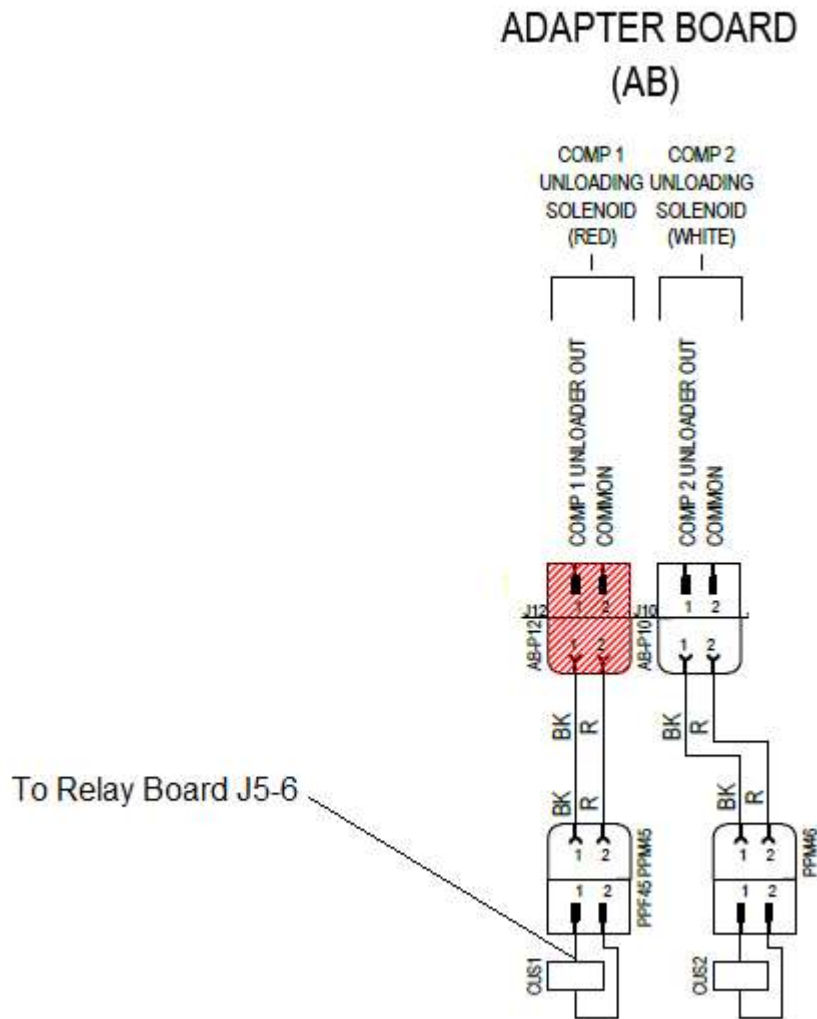 ADAPTER BOARD
(AB)
COMP 1
UNLOADING
SOLENOID
(RED)
COMP 2
UNLOADING
SOLENOID
(WHITE)
COMP 1 UNLOADER OUT
COMMON
COMP 2 UNLOADER OUT
COMMON
J12
1 2
J10
1 2
AB-P12
1 2
AB-P10
1 2
BK
R
BK
R
BK
R
BK
R
To Relay Board J5-6
1 2
PPM45
1 2
PPM46
1 2
PPF45
1 2
CUS1
CUS2